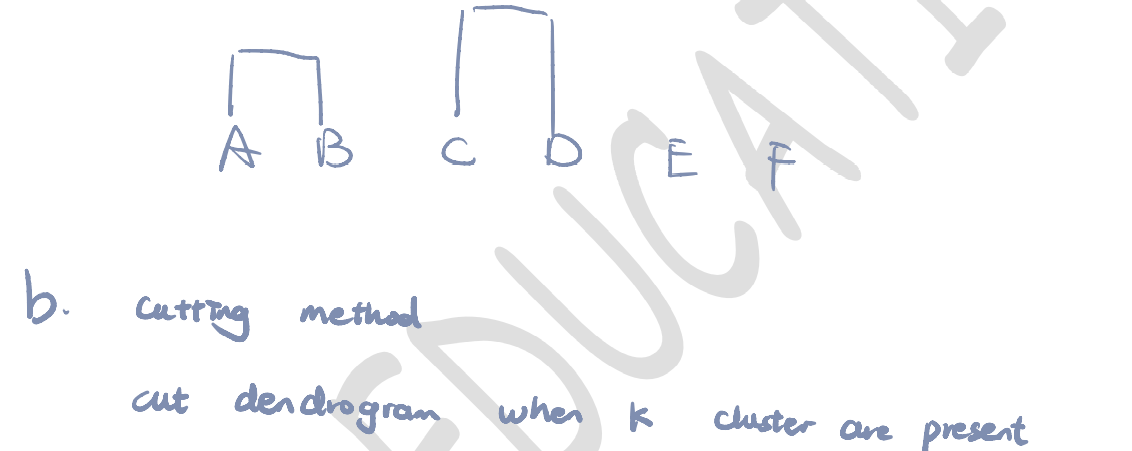 A B C D E F
b. cutting method
cut dendrogram when k cluster are present
EDUCATI